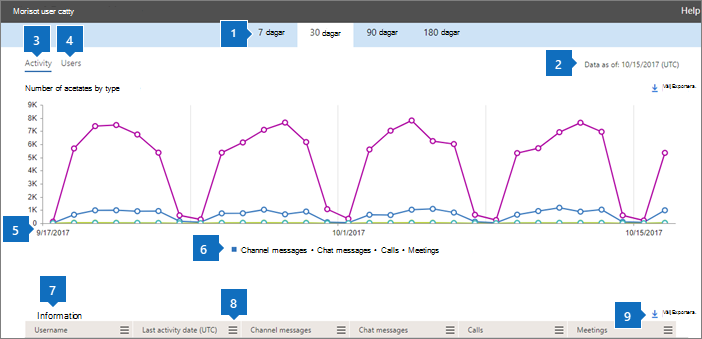 Morisot user catty
Help
1
7 dagar
30 dagar
90 dagar
180 dagar
3
4
2
Activity
Users
Data as of: 10/15/2017 (UTC)
Number of acetates by type
Välj Exportera.
9K
8K
7K
6K
5K
4K
3K
2K
1K
0
5
9/17/2017
10/1/2017
10/15/2017
6
Channel messages • Chat messages • Calls • Meetings
7
8
9
Information
Välj Exportera.
Username
Last activity date (UTC)
Channel messages
Chat messages
Calls
Meetings